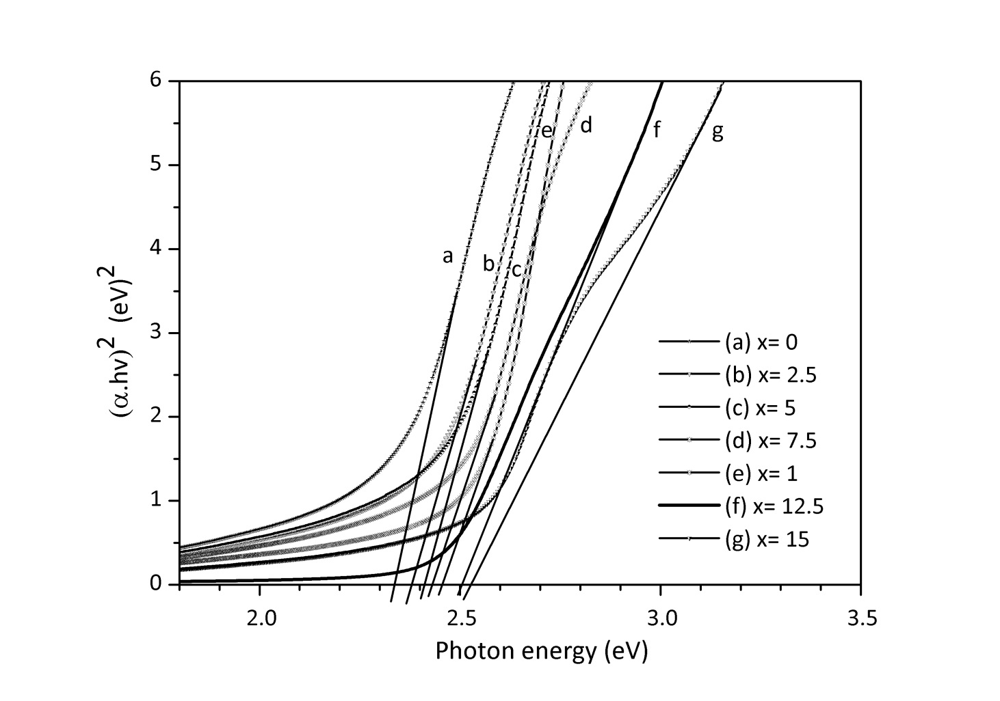 6
5
4
3
2
1
0
(α.hν)2 (eV)2
2.0
2.5
3.0
3.5
Photon energy (eV)
a
b
c
e
d
f
g
(a) x= 0
(b) x= 2.5
(c) x= 5
(d) x= 7.5
(e) x= 1
(f) x= 12.5
(g) x= 15